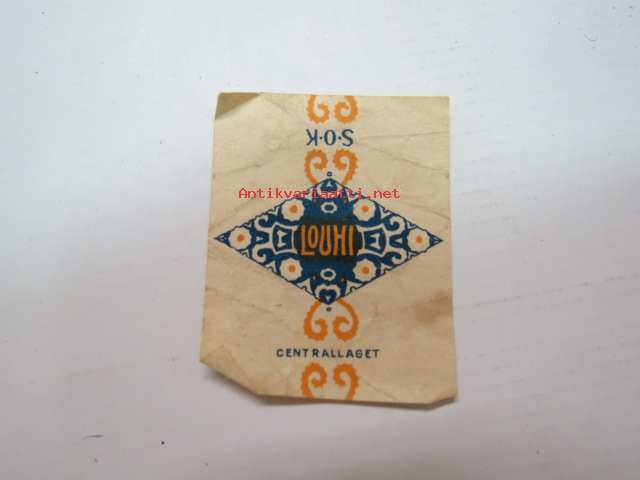 S·O·K
Antikvariaatti.net
LOUHI
CENTRALLAGET